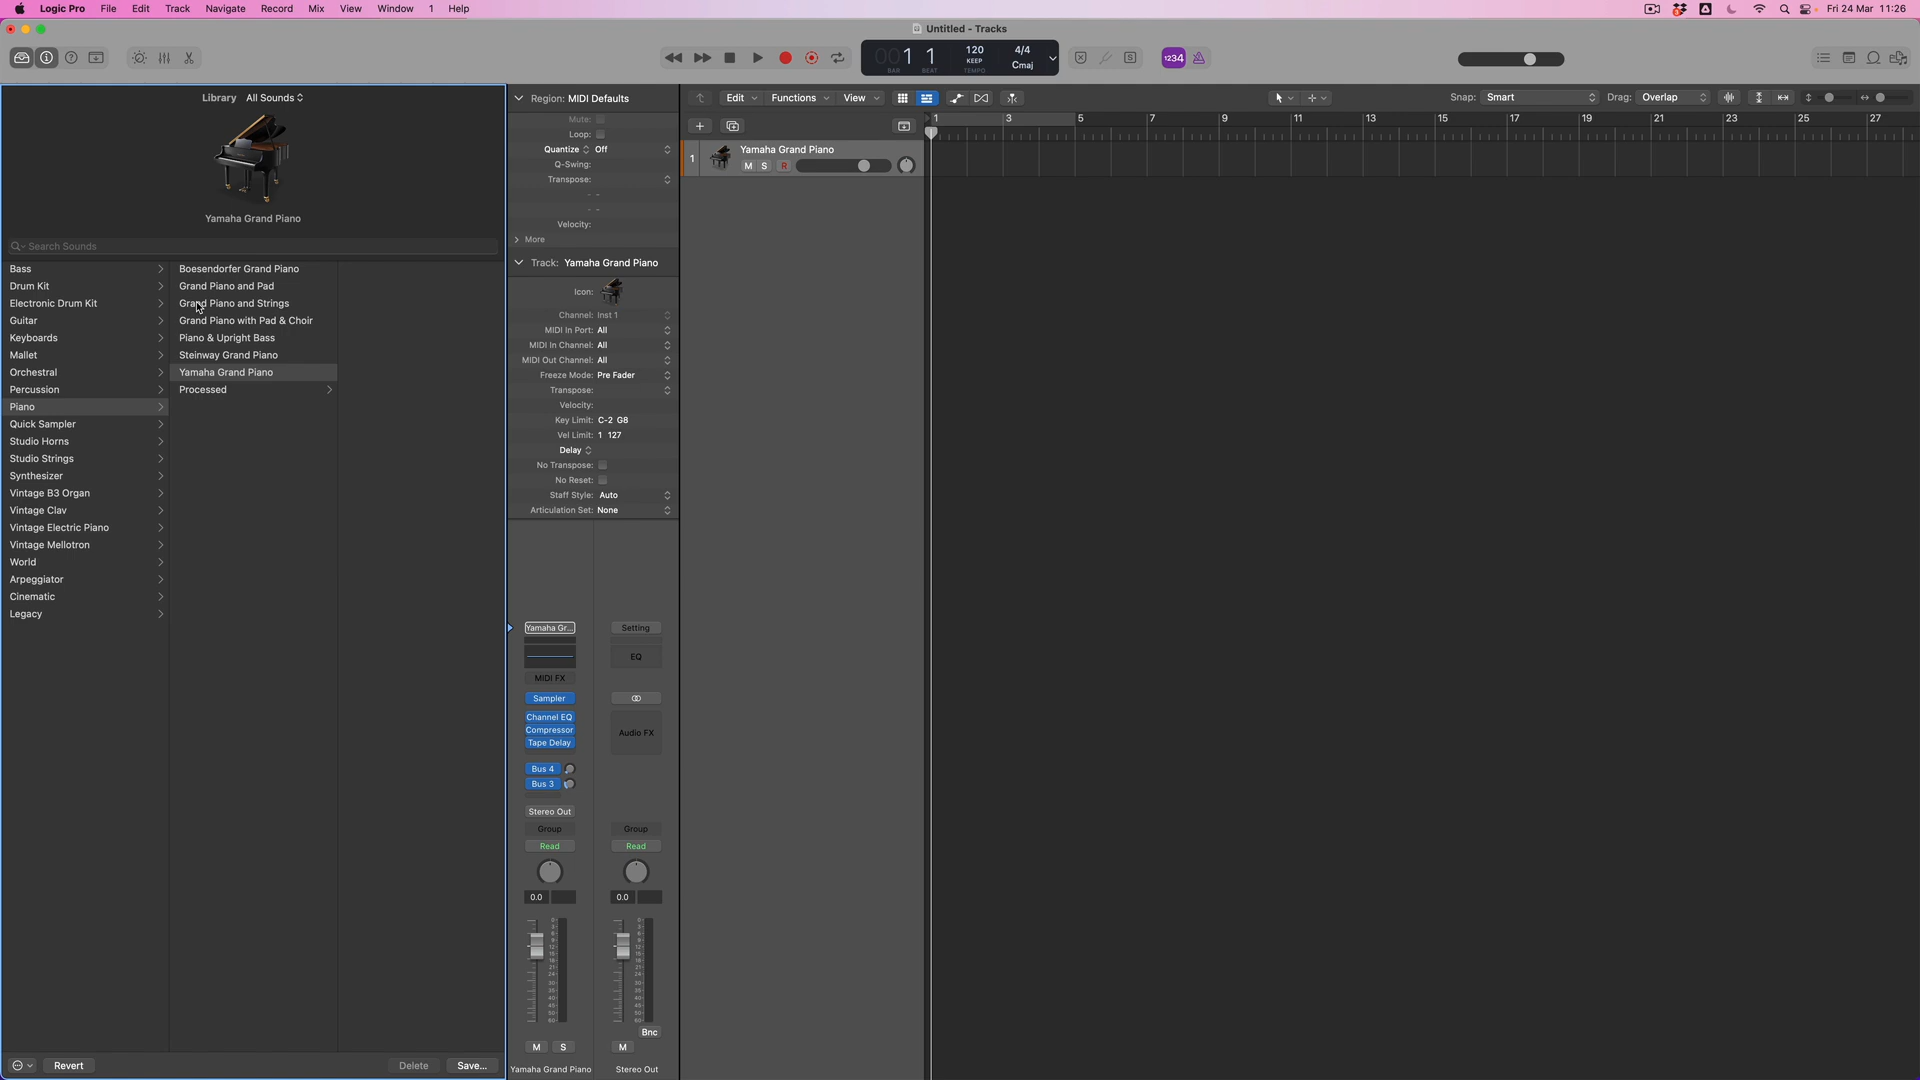 Logic Pro File Edit Track Navigate Record Mix View Window 1 Help Fri 24 Mar 11:26
Untitled - Tracks
001 1 120 4/4
KEEP Cmaj
BAR BEAT TEMPO
1234
Library All Sounds
Yamaha Grand Piano
Search Sounds
Bass
Drum Kit
Electronic Drum Kit
Guitar
Keyboards
Mallet
Orchestral
Percussion
Piano
Quick Sampler
Studio Horns
Studio Strings
Synthesizer
Vintage B3 Organ
Vintage Clav
Vintage Electric Piano
Vintage Mellotron
World
Arpeggiator
Cinematic
Legacy
Boesendorfer Grand Piano
Grand Piano and Pad
Grand Piano and Strings
Grand Piano with Pad & Choir
Piano & Upright Bass
Steinway Grand Piano
Yamaha Grand Piano
Processed
Revert Delete Save...
Region: MIDI Defaults
Mute:
Loop:
Quantize Off
Q-Swing:
Transpose:
- -
- -
Velocity:
More
Track: Yamaha Grand Piano
Icon:
Channel: Inst 1
MIDI In Port: All
MIDI In Channel: All
MIDI Out Channel: All
Freeze Mode: Pre Fader
Transpose:
Velocity:
Key Limit: C-2 G8
Vel Limit: 1 127
Delay
No Transpose:
No Reset:
Staff Style: Auto
Articulation Set: None
Yamaha Gr... Setting
EQ
MIDI FX
Sampler
Channel EQ
Compressor Audio FX
Tape Delay
Bus 4
Bus 3
Stereo Out
Group Group
Read Read
0.0 0.0
Bnc
M S M
Yamaha Grand Piano Stereo Out
Edit Functions View Snap: Smart Drag: Overlap
1 3 5 7 9 11 13 15 17 19 21 23 25 27
1 Yamaha Grand Piano
M S R